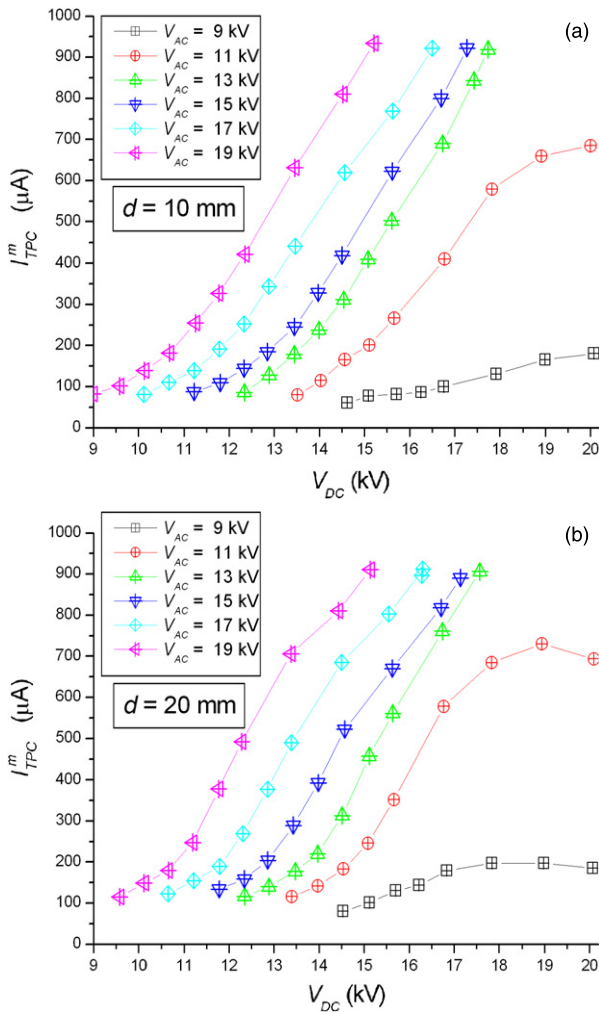 (a)
V_AC = 9 kV
V_AC = 11 kV
V_AC = 13 kV
V_AC = 15 kV
V_AC = 17 kV
V_AC = 19 kV
d = 10 mm
I^m_TPC (μA)
1000
900
800
700
600
500
400
300
200
100
0
9 10 11 12 13 14 15 16 17 18 19 20
V_DC (kV)
(b)
V_AC = 9 kV
V_AC = 11 kV
V_AC = 13 kV
V_AC = 15 kV
V_AC = 17 kV
V_AC = 19 kV
d = 20 mm
I^m_TPC (μA)
1000
900
800
700
600
500
400
300
200
100
0
9 10 11 12 13 14 15 16 17 18 19 20
V_DC (kV)